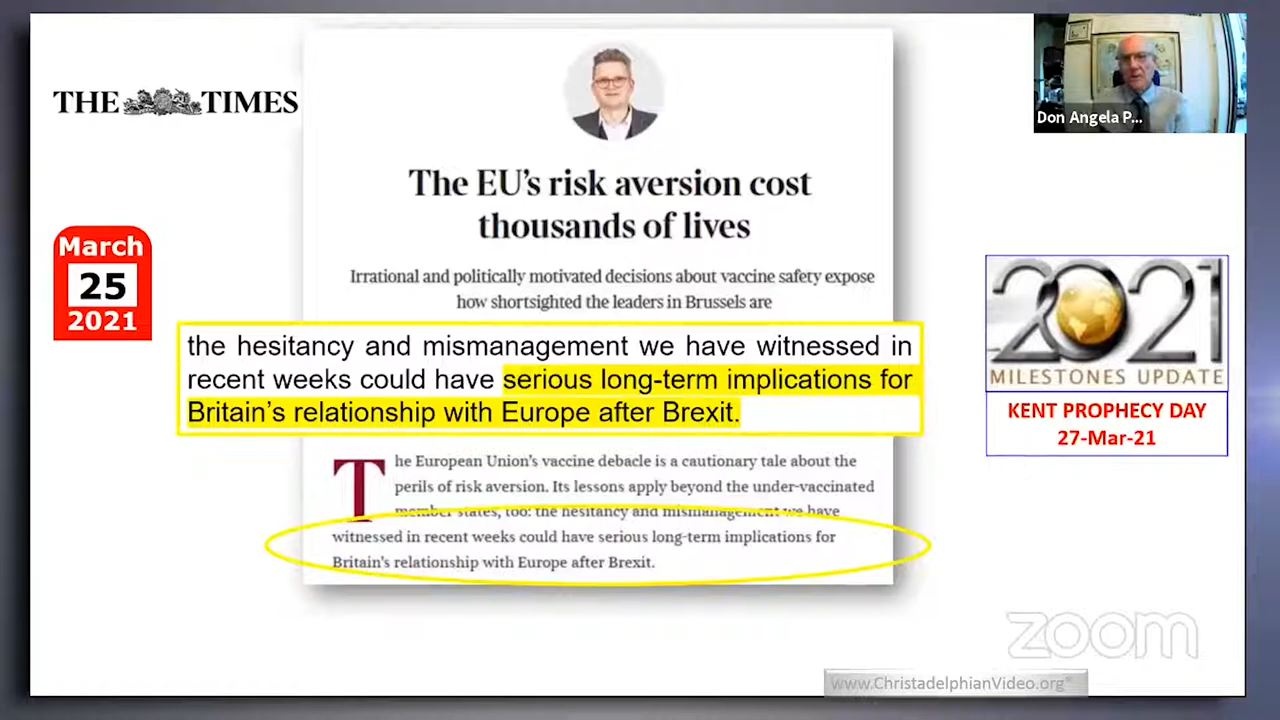 THE TIMES
Don Angela P...
The EU's risk aversion cost
thousands of lives
Irrational and politically motivated decisions about vaccine safety expose
how shortsighted the leaders in Brussels are
March
25
2021
the hesitancy and mismanagement we have witnessed in
recent weeks could have serious long-term implications for
Britain's relationship with Europe after Brexit.
The European Union's vaccine debacle is a cautionary tale about the
perils of risk aversion. Its lessons apply beyond the under-vaccinated
member states, too: the hesitancy and mismanagement we have
witnessed in recent weeks could have serious long-term implications for
Britain's relationship with Europe after Brexit.
2021
MILESTONES UPDATE
KENT PROPHECY DAY
27-Mar-21
zoom
www.ChristadelphianVideo.org